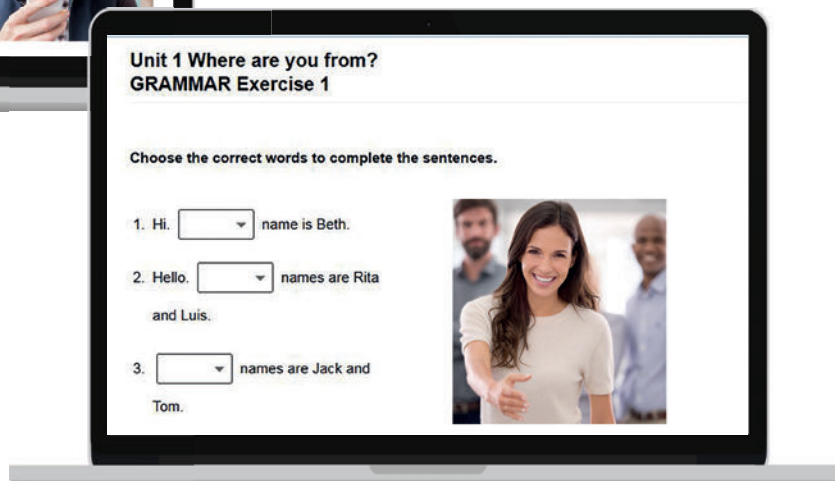 Unit 1 Where are you from?
GRAMMAR Exercise 1
Choose the correct words to complete the sentences.
1. Hi. name is Beth.
2. Hello. names are Rita
and Luis.
3. names are Jack and
Tom.